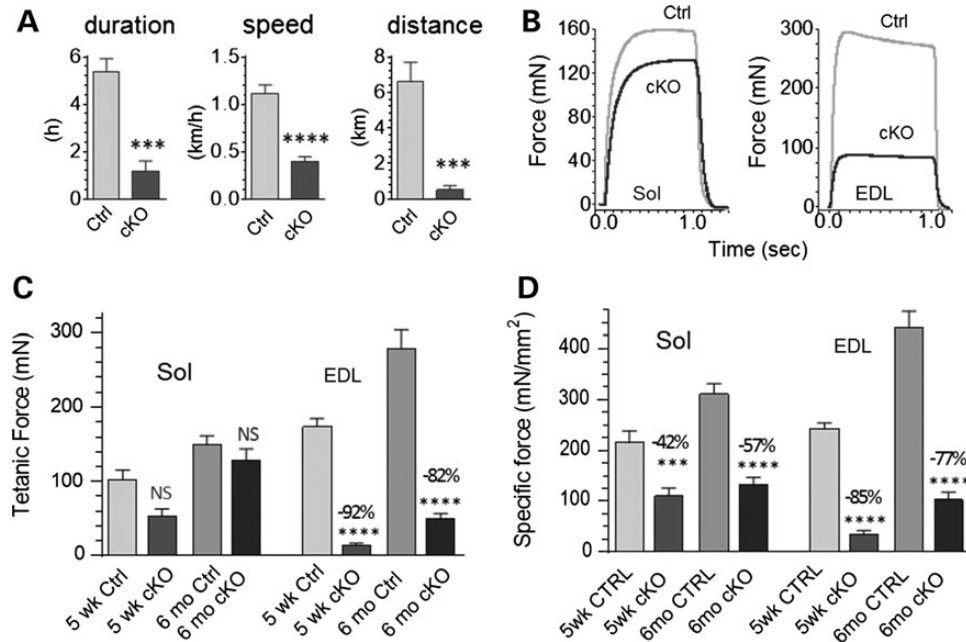 A
duration
speed
distance
(h)
6
4
2
0
***
Ctrl
cKO
(km/h)
1.5
1.0
0.5
0.0
****
Ctrl
cKO
(km)
8
6
4
2
0
***
Ctrl
cKO
B
Force (mN)
160
120
80
40
0
Ctrl
cKO
Sol
0.0
1.0
Force (mN)
300
200
100
0
Ctrl
cKO
EDL
0.0
1.0
Time (sec)
C
Tetanic Force (mN)
300
200
100
0
Sol
EDL
NS
NS
-92%
****
-82%
****
5 wk Ctrl
5 wk cKO
6 mo Ctrl
6 mo cKO
5 wk Ctrl
5 wk cKO
6 mo Ctrl
6 mo cKO
D
Specific force (mN/mm²)
400
300
200
100
0
Sol
EDL
-42%
***
-57%
****
-85%
****
-77%
****
5wk CTRL
5wk cKO
6mo CTRL
6mo cKO
5wk CTRL
5wk cKO
6mo CTRL
6mo cKO